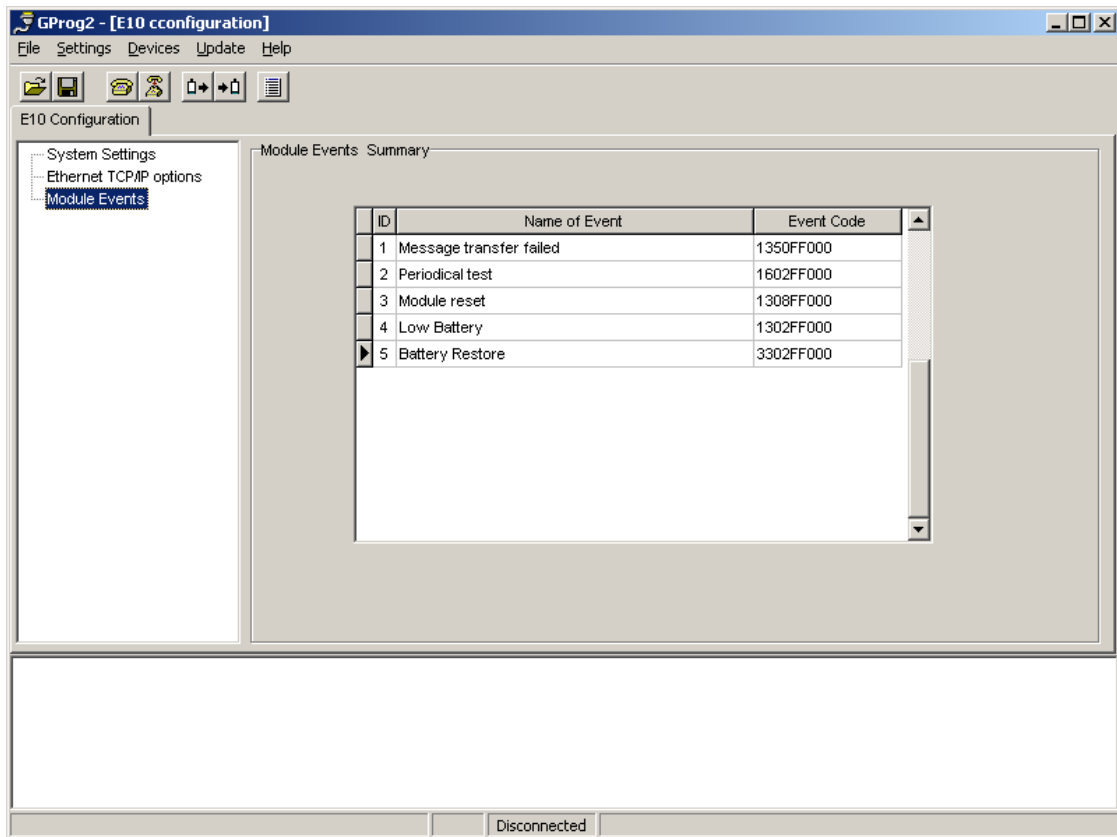 GProg2 - [E10 cconfiguration]
File Settings Devices Update Help
E10 Configuration
System Settings
Ethernet TCP/IP options
Module Events
Module Events Summary
ID Name of Event Event Code
1 Message transfer failed 1350FF000
2 Periodical test 1602FF000
3 Module reset 1308FF000
4 Low Battery 1302FF000
5 Battery Restore 3302FF000
Disconnected